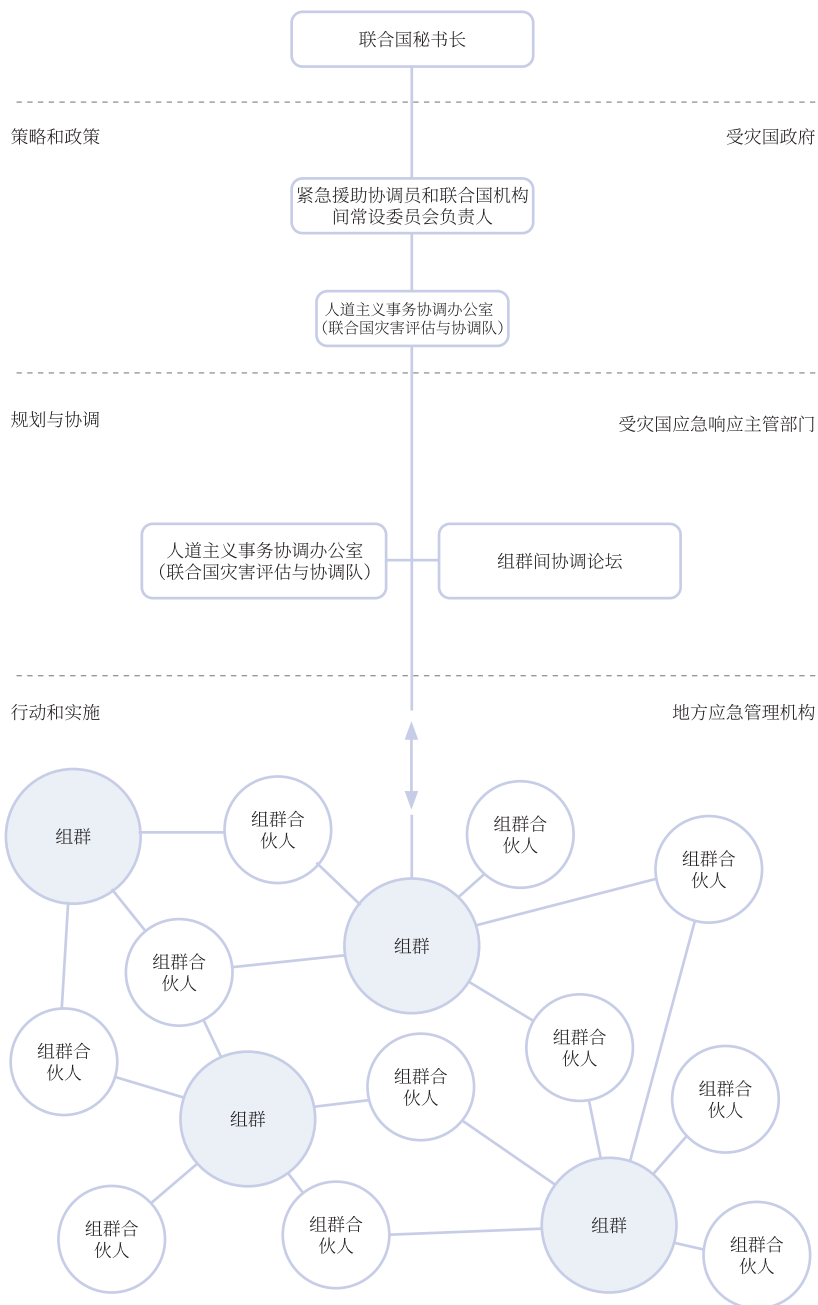 联合国秘书长
策略和政策
受灾国政府
紧急援助协调员和联合国机构
间常设委员会负责人
人道主义事务协调办公室
（联合国灾害评估与协调队）
规划与协调
受灾国应急响应主管部门
人道主义事务协调办公室
（联合国灾害评估与协调队）
组群间协调论坛
行动和实施
地方应急管理机构
组群
组群合
伙人
组群合
伙人
组群合
伙人
组群
组群合
伙人
组群合
伙人
组群合
伙人
组群
组群合
伙人
组群合
伙人
组群合
伙人
组群合
伙人
组群
组群合
伙人
组群合
伙人